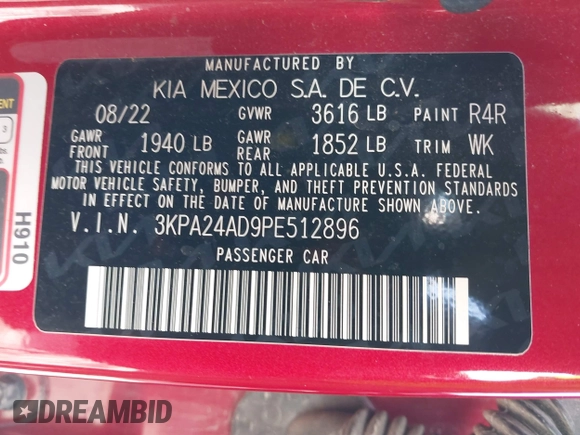 MANUFACTURED BY
KIA MEXICO S.A. DE C.V.
08/22 GVWR 3616 LB PAINT R4R
GAWR FRONT 1940 LB GAWR REAR 1852 LB TRIM WK
THIS VEHICLE CONFORMS TO ALL APPLICABLE U.S.A. FEDERAL
MOTOR VEHICLE SAFETY, BUMPER, AND THEFT PREVENTION STANDARDS
IN EFFECT ON THE DATE OF MANUFACTURE SHOWN ABOVE.
V.I.N. 3KPA24AD9PE512896
PASSENGER CAR
3
H910
DREAMBID